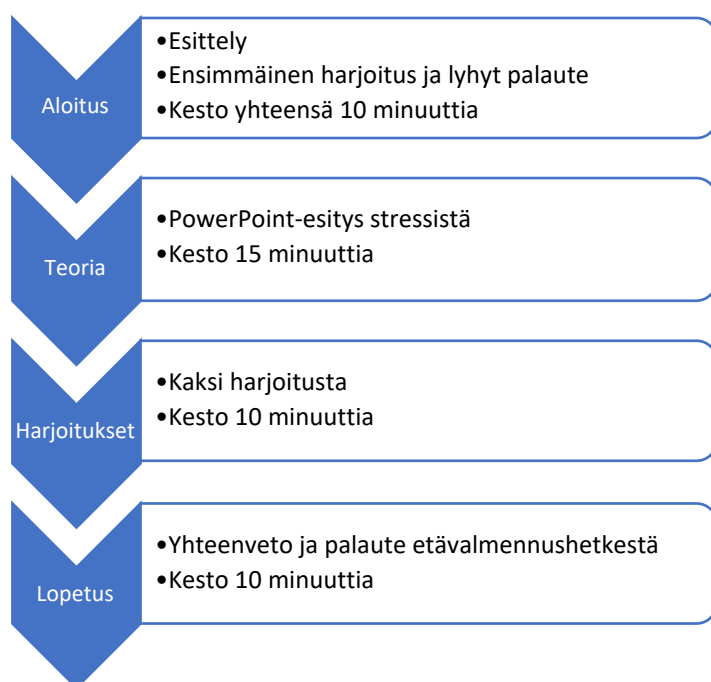 Aloitus
•Esittely
•Ensimmäinen harjoitus ja lyhyt palaute
•Kesto yhteensä 10 minuuttia
Teoria
•PowerPoint-esitys stressistä
•Kesto 15 minuuttia
Harjoitukset
•Kaksi harjoitusta
•Kesto 10 minuuttia
Lopetus
•Yhteenveto ja palaute etävalmennushetkestä
•Kesto 10 minuuttia